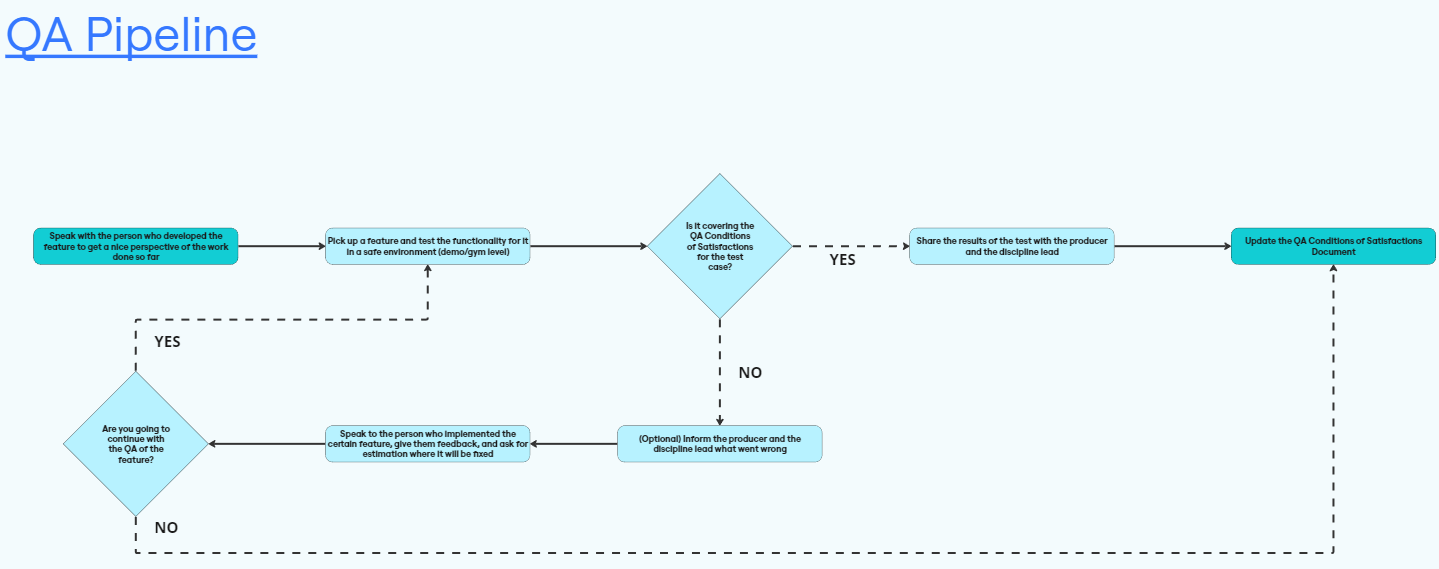 QA Pipeline
Speak with the person who developed the
feature to get a nice perspective of the work
done so far
Pick up a feature and test the functionality for it
in a safe environment (demo/gym level)
Is it covering the
QA Conditions
of Satisfactions
for the test
case?
YES
Share the results of the test with the producer
and the discipline lead
Update the QA Conditions of Satisfactions
Document
YES
NO
Are you going to
continue with
the QA of the
feature?
Speak to the person who implemented the
certain feature, give them feedback, and ask for
estimation where it will be fixed
(Optional) Inform the producer and the
discipline lead what went wrong
NO